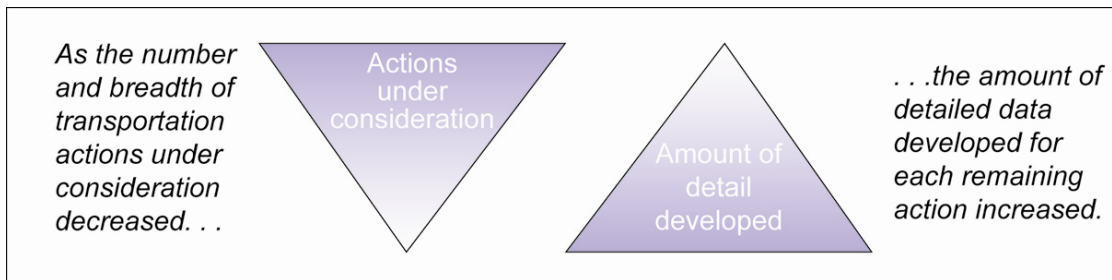 As the number
and breadth of
transportation
actions under
consideration
decreased. . .
Actions
under
consideration
Amount of
detail
developed
. . .the amount of
detailed data
developed for
each remaining
action increased.